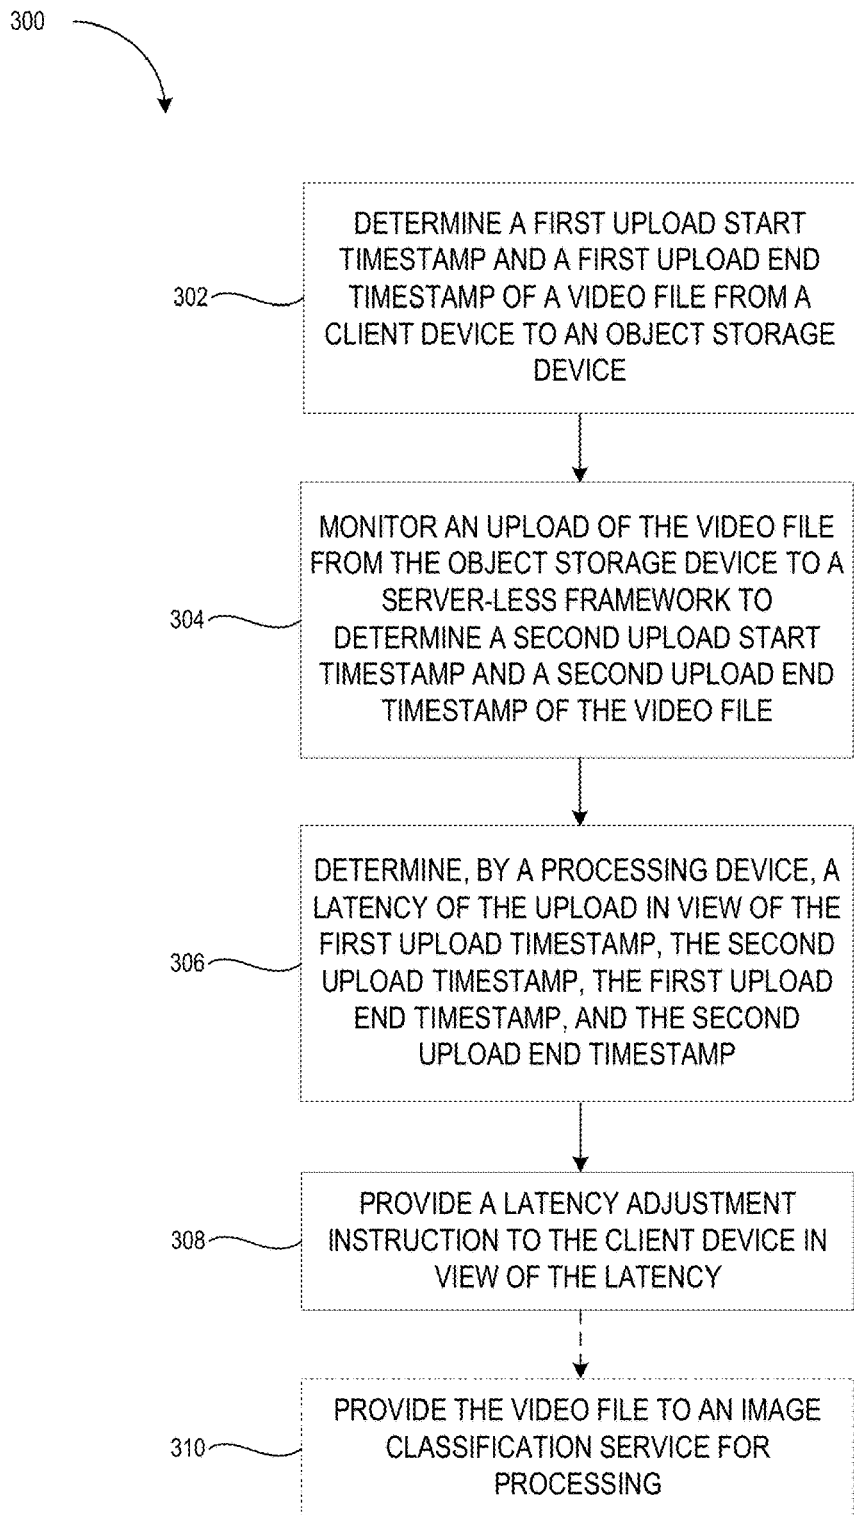 300
DETERMINE A FIRST UPLOAD START
TIMESTAMP AND A FIRST UPLOAD END
TIMESTAMP OF A VIDEO FILE FROM A
CLIENT DEVICE TO AN OBJECT STORAGE
DEVICE
302
MONITOR AN UPLOAD OF THE VIDEO FILE
FROM THE OBJECT STORAGE DEVICE TO A
SERVER-LESS FRAMEWORK TO
DETERMINE A SECOND UPLOAD START
TIMESTAMP AND A SECOND UPLOAD END
TIMESTAMP OF THE VIDEO FILE
304
DETERMINE, BY A PROCESSING DEVICE, A
LATENCY OF THE UPLOAD IN VIEW OF THE
FIRST UPLOAD TIMESTAMP, THE SECOND
UPLOAD TIMESTAMP, THE FIRST UPLOAD
END TIMESTAMP, AND THE SECOND
UPLOAD END TIMESTAMP
306
PROVIDE A LATENCY ADJUSTMENT
INSTRUCTION TO THE CLIENT DEVICE IN
VIEW OF THE LATENCY
308
PROVIDE THE VIDEO FILE TO AN IMAGE
CLASSIFICATION SERVICE FOR
PROCESSING
310